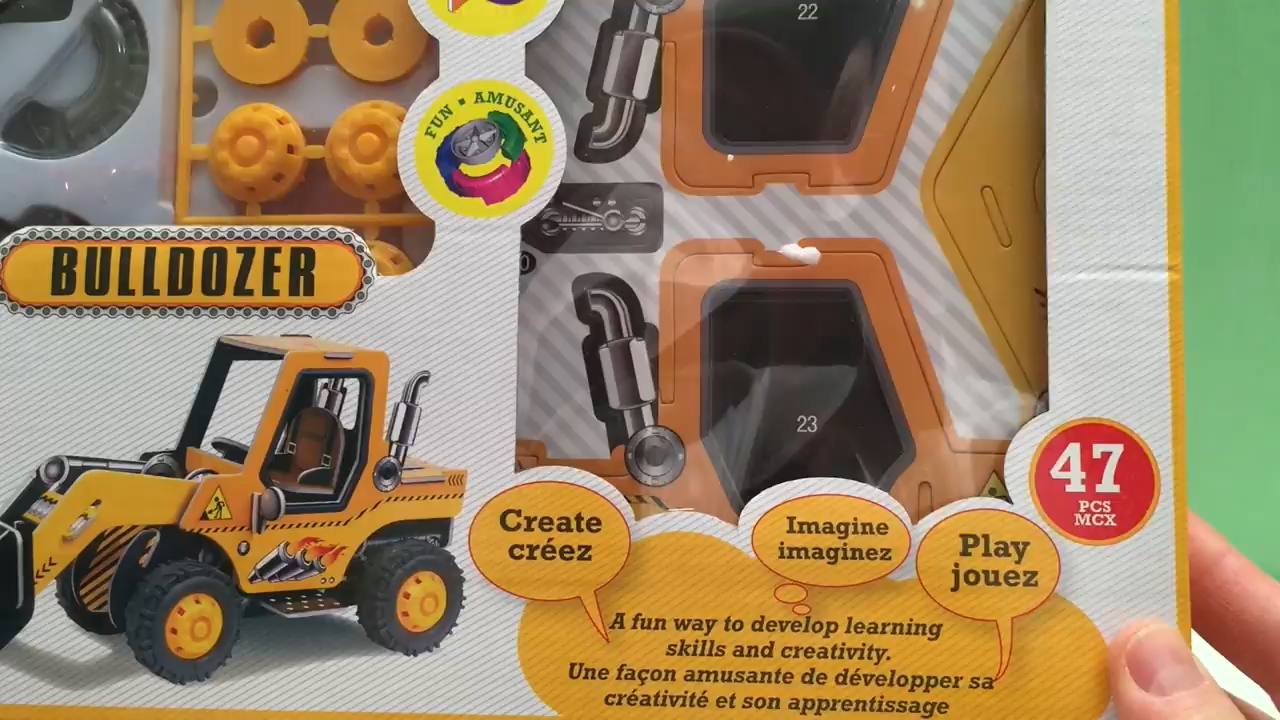 22
FUN • AMUSANT
BULLDOZER
23
47
PCS
MCX
Create
créez
Imagine
imaginez
Play
jouez
A fun way to develop learning
skills and creativity.
Une façon amusante de développer sa
créativité et son apprentissage